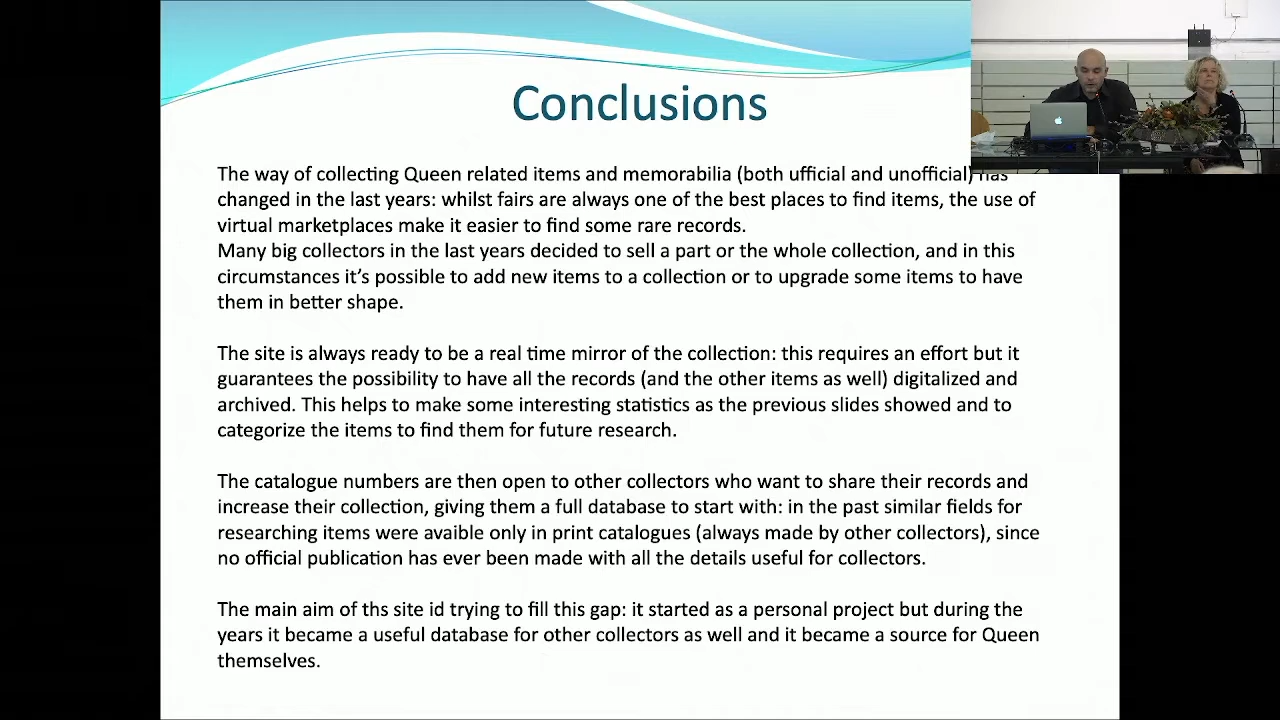 Conclusions
The way of collecting Queen related items and memorabilia (both ufficial and unofficial) has
changed in the last years: whilst fairs are always one of the best places to find items, the use of
virtual marketplaces make it easier to find some rare records.
Many big collectors in the last years decided to sell a part or the whole collection, and in this
circumstances it’s possible to add new items to a collection or to upgrade some items to have
them in better shape.
The site is always ready to be a real time mirror of the collection: this requires an effort but it
guarantees the possibility to have all the records (and the other items as well) digitalized and
archived. This helps to make some interesting statistics as the previous slides showed and to
categorize the items to find them for future research.
The catalogue numbers are then open to other collectors who want to share their records and
increase their collection, giving them a full database to start with: in the past similar fields for
researching items were avaible only in print catalogues (always made by other collectors), since
no official publication has ever been made with all the details useful for collectors.
The main aim of ths site id trying to fill this gap: it started as a personal project but during the
years it became a useful database for other collectors as well and it became a source for Queen
themselves.